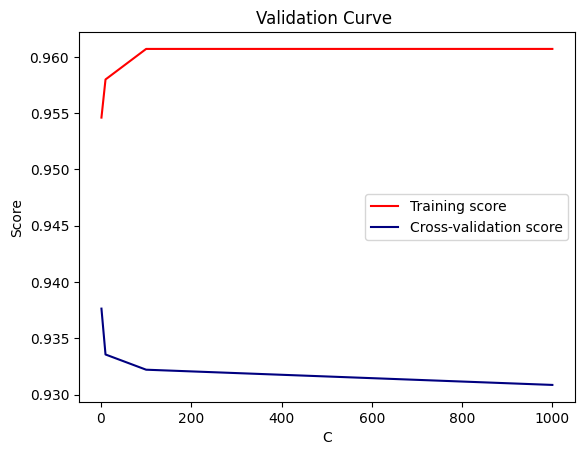 Validation Curve
0.960
0.955
0.950
0.945
0.940
0.935
0.930
Score
Training score
Cross-validation score
0 200 400 600 800 1000
C